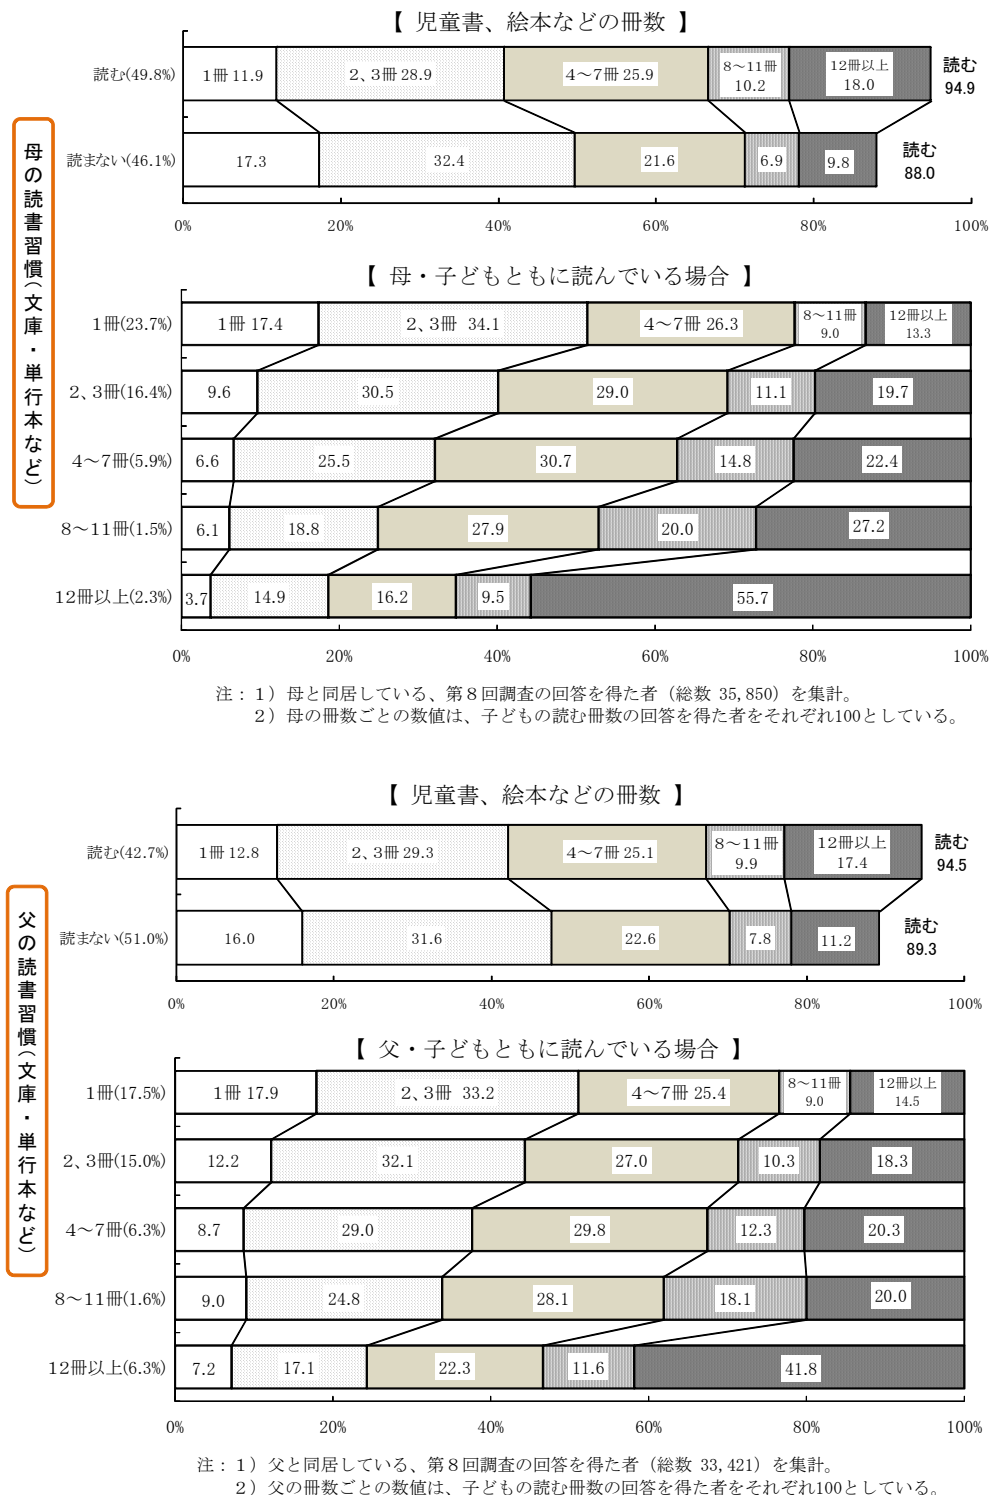 【 児童書、絵本などの冊数 】
読む(49.8%) 1冊 11.9 2、3冊 28.9 4～7冊 25.9 8～11冊 10.2 12冊以上 18.0 読む 94.9
読まない(46.1%) 17.3 32.4 21.6 6.9 9.8 読む 88.0
0% 20% 40% 60% 80% 100%
母の読書習慣（文庫・単行本など）
【 母・子どもともに読んでいる場合 】
1冊(23.7%) 1冊 17.4 2、3冊 34.1 4～7冊 26.3 8～11冊 9.0 12冊以上 13.3
2、3冊(16.4%) 9.6 30.5 29.0 11.1 19.7
4～7冊(5.9%) 6.6 25.5 30.7 14.8 22.4
8～11冊(1.5%) 6.1 18.8 27.9 20.0 27.2
12冊以上(2.3%) 3.7 14.9 16.2 9.5 55.7
0% 20% 40% 60% 80% 100%
注：1）母と同居している、第８回調査の回答を得た者（総数 35,850）を集計。
2）母の冊数ごとの数値は、子どもの読む冊数の回答を得た者をそれぞれ100としている。
【 児童書、絵本などの冊数 】
読む(42.7%) 1冊 12.8 2、3冊 29.3 4～7冊 25.1 8～11冊 9.9 12冊以上 17.4 読む 94.5
読まない(51.0%) 16.0 31.6 22.6 7.8 11.2 読む 89.3
0% 20% 40% 60% 80% 100%
父の読書習慣（文庫・単行本など）
【 父・子どもともに読んでいる場合 】
1冊(17.5%) 1冊 17.9 2、3冊 33.2 4～7冊 25.4 8～11冊 9.0 12冊以上 14.5
2、3冊(15.0%) 12.2 32.1 27.0 10.3 18.3
4～7冊(6.3%) 8.7 29.0 29.8 12.3 20.3
8～11冊(1.6%) 9.0 24.8 28.1 18.1 20.0
12冊以上(6.3%) 7.2 17.1 22.3 11.6 41.8
0% 20% 40% 60% 80% 100%
注：1）父と同居している、第８回調査の回答を得た者（総数 33,421）を集計。
2）父の冊数ごとの数値は、子どもの読む冊数の回答を得た者をそれぞれ100としている。